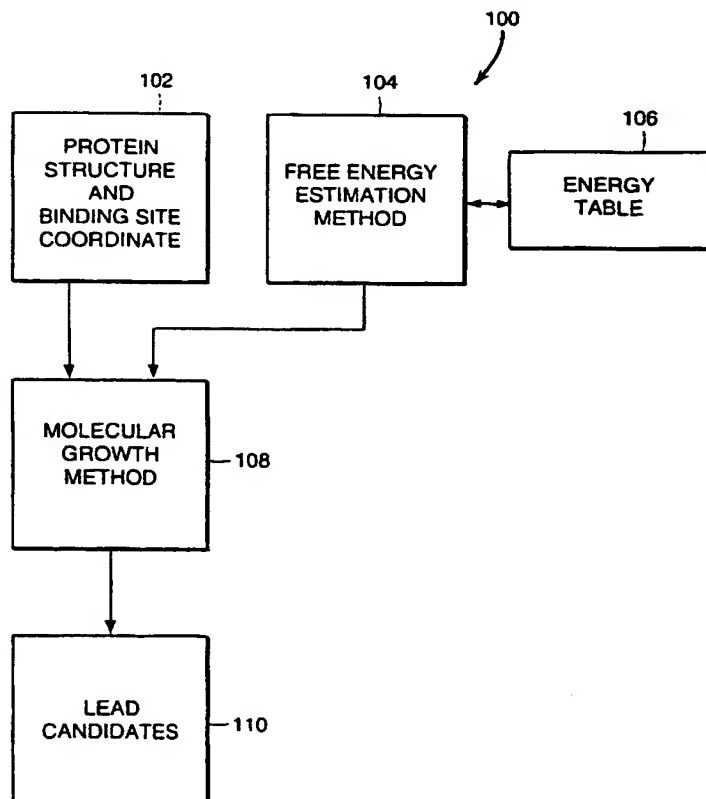 100
102
PROTEIN
STRUCTURE
AND
BINDING SITE
COORDINATE
104
FREE ENERGY
ESTIMATION
METHOD
106
ENERGY
TABLE
MOLECULAR
GROWTH
METHOD
108
LEAD
CANDIDATES
110